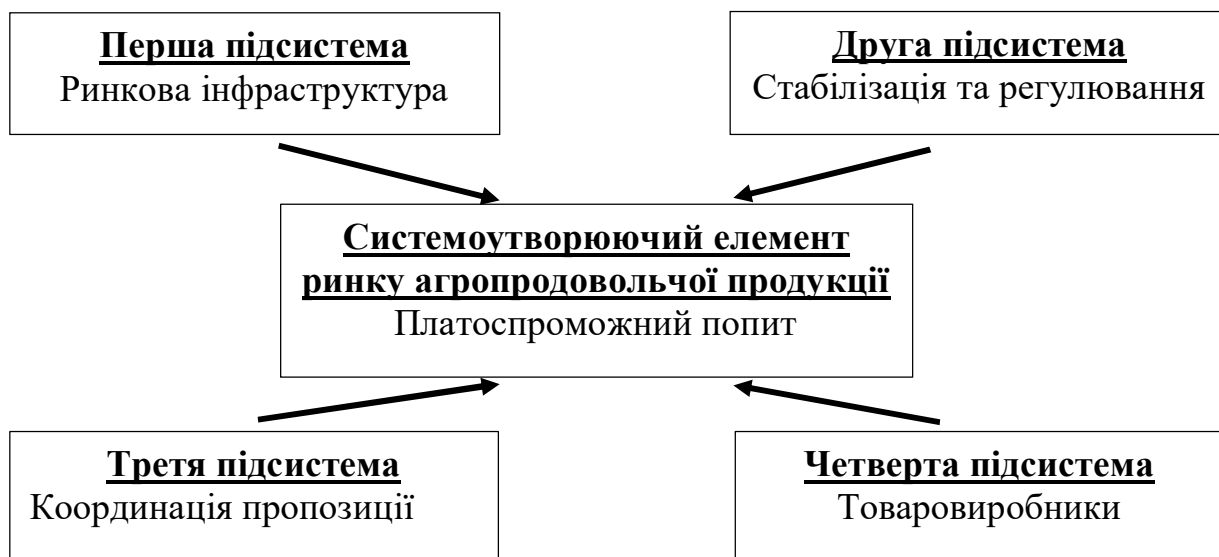 Перша підсистема
Ринкова інфраструктура
Друга підсистема
Стабілізація та регулювання
Системоутворюючий елемент
ринку агропродовольчої продукції
Платоспроможний попит
Третя підсистема
Координація пропозиції
Четверта підсистема
Товаровиробники